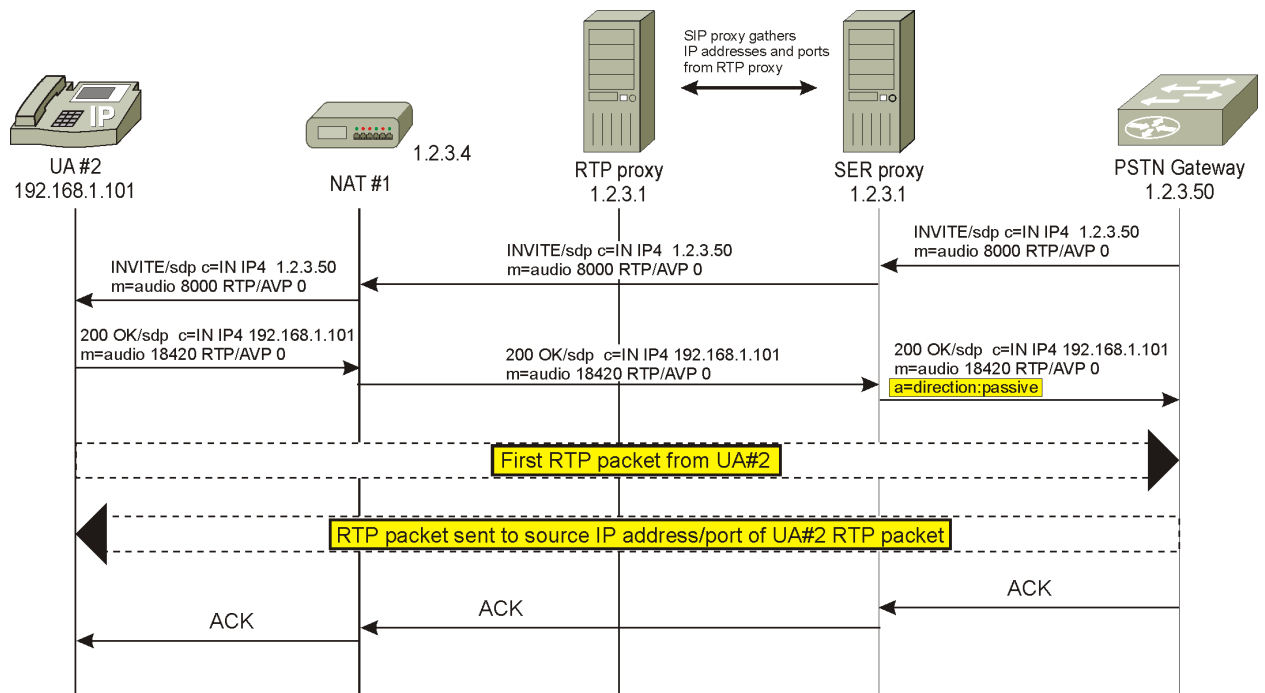 SIP proxy gathers
IP addresses and ports
from RTP proxy
IP
UA #2
192.168.1.101
1.2.3.4
NAT #1
RTP proxy
1.2.3.1
SER proxy
1.2.3.1
PSTN Gateway
1.2.3.50
INVITE/sdp c=IN IP4 1.2.3.50
m=audio 8000 RTP/AVP 0
INVITE/sdp c=IN IP4 1.2.3.50
m=audio 8000 RTP/AVP 0
INVITE/sdp c=IN IP4 1.2.3.50
m=audio 8000 RTP/AVP 0
200 OK/sdp c=IN IP4 192.168.1.101
m=audio 18420 RTP/AVP 0
200 OK/sdp c=IN IP4 192.168.1.101
m=audio 18420 RTP/AVP 0
200 OK/sdp c=IN IP4 192.168.1.101
m=audio 18420 RTP/AVP 0
a=direction:passive
First RTP packet from UA#2
RTP packet sent to source IP address/port of UA#2 RTP packet
ACK
ACK
ACK